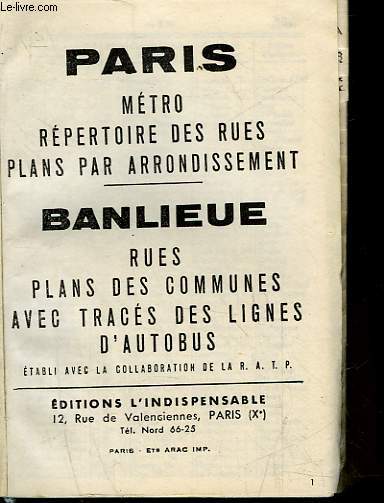 Le-livre.com
PARIS
MÉTRO
RÉPERTOIRE DES RUES
PLANS PAR ARRONDISSEMENT
BANLIEUE
RUES
PLANS DES COMMUNES
AVEC TRACÉS DES LIGNES
D'AUTOBUS
ÉTABLI AVEC LA COLLABORATION DE LA R. A. T. P.
ÉDITIONS L'INDISPENSABLE
12, Rue de Valenciennes, PARIS (Xᵉ)
Tél. Nord 66-25
PARIS - Ets ARAC IMP.
1